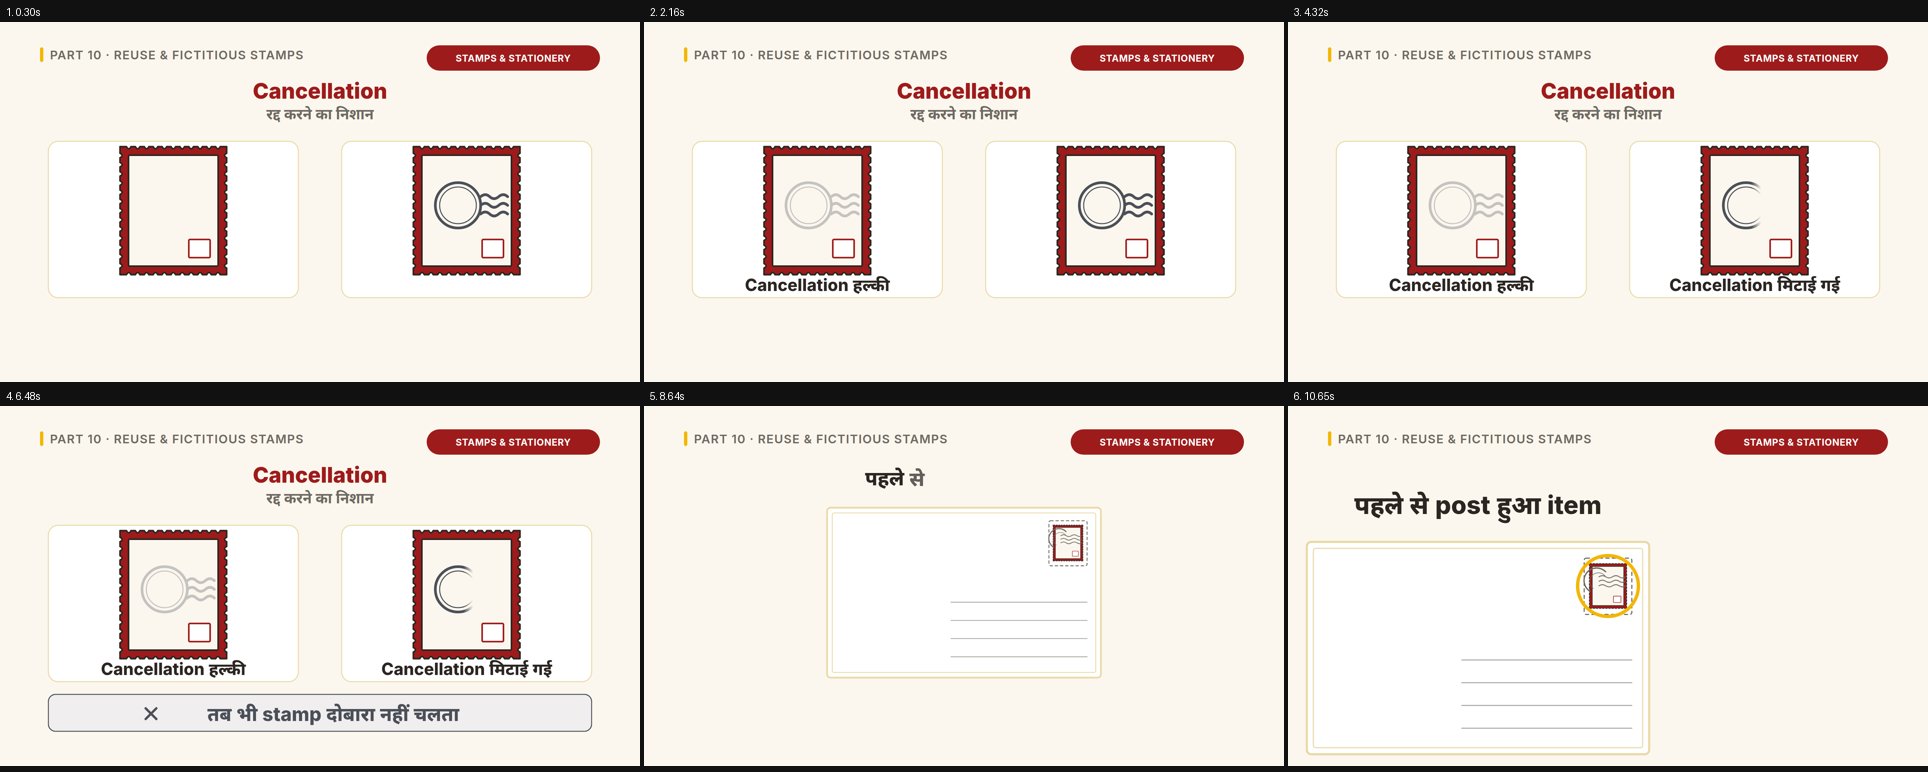 1. 0.30s
PART 10 · REUSE & FICTITIOUS STAMPS
STAMPS & STATIONERY
Cancellation
रद्द करने का निशान
2. 2.16s
PART 10 · REUSE & FICTITIOUS STAMPS
STAMPS & STATIONERY
Cancellation
रद्द करने का निशान
Cancellation हल्की
3. 4.32s
PART 10 · REUSE & FICTITIOUS STAMPS
STAMPS & STATIONERY
Cancellation
रद्द करने का निशान
Cancellation हल्की
Cancellation मिटाई गई
4. 6.48s
PART 10 · REUSE & FICTITIOUS STAMPS
STAMPS & STATIONERY
Cancellation
रद्द करने का निशान
Cancellation हल्की
Cancellation मिटाई गई
तब भी stamp दोबारा नहीं चलता
5. 8.64s
PART 10 · REUSE & FICTITIOUS STAMPS
STAMPS & STATIONERY
पहले से
6. 10.65s
PART 10 · REUSE & FICTITIOUS STAMPS
STAMPS & STATIONERY
पहले से post हुआ item